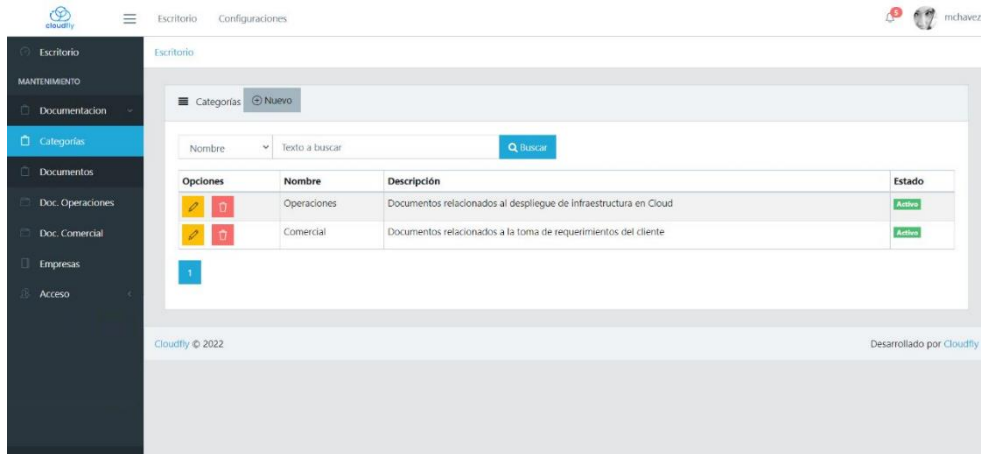 cloudfly
Escritorio Configuraciones
5
mchavez
Escritorio
MANTENIMIENTO
Documentacion
Categorías
Documentos
Doc. Operaciones
Doc. Comercial
Empresas
Acceso
Escritorio
Categorías Nuevo
Nombre Texto a buscar Buscar
Opciones Nombre Descripción Estado
Operaciones Documentos relacionados al despliegue de infraestructura en Cloud Activo
Comercial Documentos relacionados a la toma de requerimientos del cliente Activo
1
Cloudfly © 2022 Desarrollado por Cloudfly